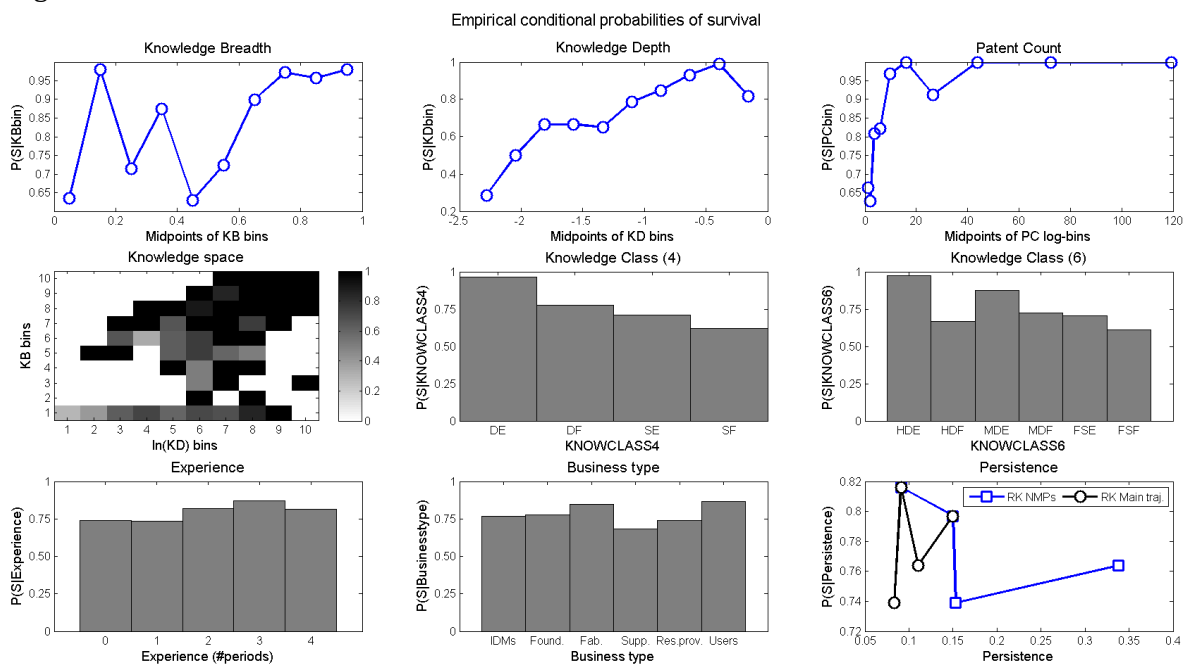 Empirical conditional probabilities of survival
Knowledge Breadth
P(S|KBbin)
0.95
0.9
0.85
0.8
0.75
0.7
0.65
0
0.2
0.4
0.6
0.8
1
Midpoints of KB bins
Knowledge Depth
P(S|KDbin)
1
0.9
0.8
0.7
0.6
0.5
0.4
0.3
0.2
-2.5
-2
-1.5
-1
-0.5
0
Midpoints of KD bins
Patent Count
P(S|PCbin)
0.95
0.9
0.85
0.8
0.75
0.7
0.65
0
20
40
60
80
100
120
Midpoints of PC log-bins
Knowledge space
KB bins
10
9
8
7
6
5
4
3
2
1
1
2
3
4
5
6
7
8
9
10
ln(KD) bins
1
0.8
0.6
0.4
0.2
0
Knowledge Class (4)
P(S|KNOWCLASS4)
1
0.75
0.5
0.25
0
DE
DF
SE
SF
KNOWCLASS4
Knowledge Class (6)
P(S|KNOWCLASS6)
1
0.75
0.5
0.25
0
HDE
HDF
MDE
MDF
FSE
FSF
KNOWCLASS6
Experience
P(S|Experience)
1
0.75
0.5
0.25
0
0
1
2
3
4
Experience (#periods)
Business type
P(S|Businesstype)
1
0.75
0.5
0.25
0
IDMs
Found.
Fab.
Supp.
Res.prov.
Users
Business type
Persistence
P(S|Persistence)
0.82
0.8
0.78
0.76
0.74
0.72
RK NMPs
RK Main traj.
0.05
0.1
0.15
0.2
0.25
0.3
0.35
0.4
Persistence